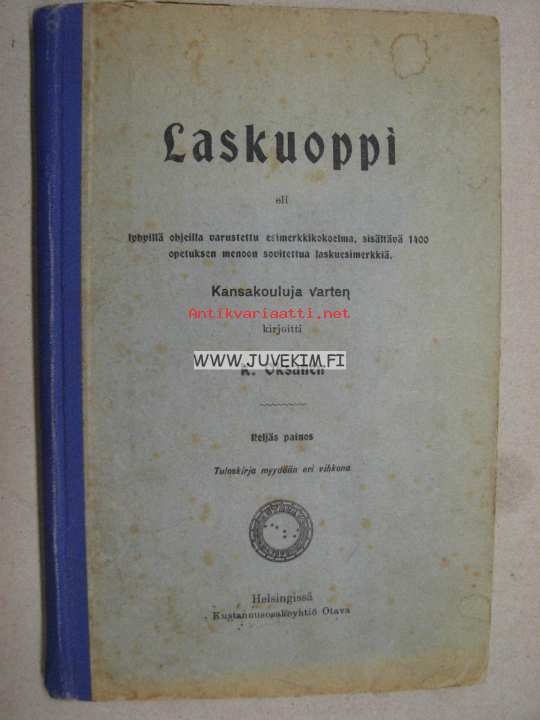 Laskuoppi
eli
lyhyillä ohjeilla varustettu esimerkkikokoelma, sisältävä 1400
opetuksen menoon sovitettua laskuesimerkkiä.
Kansakouluja varten
Antikvariaatti.net
kirjoitti
WWW.JUVEKIM.FI
K. Oksanen
Neljäs painos
Tuloskirja myydään eri vihkona
Helsingissä
Kustannusosakeyhtiö Otava